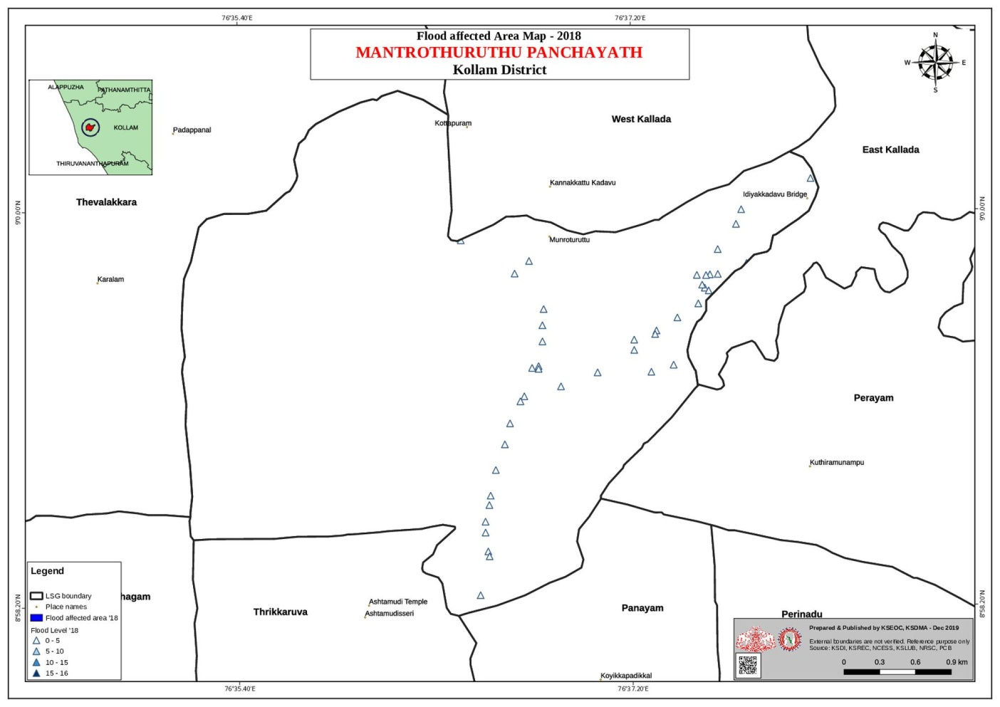 76°35.40'E
76°37.20'E
Flood affected Area Map - 2018
MANTROTHURUTHU PANCHAYATH
Kollam District
N
W
E
S
ALAPPUZHA
PATHANAMTHITTA
KOLLAM
THIRUVANANTHAPURAM
Padappanal
Kottapuram
West Kallada
East Kallada
Kannakkattu Kadavu
Idiyakkadavu Bridge
Thevalakkara
9°0.00'N
9°0.00'N
Munroturuttu
Karalam
Perayam
Kuthiramunampu
Legend
LSG boundary
Place names
Flood affected area '18
Flood Level '18
0 - 5
5 - 10
10 - 15
15 - 16
hagam
8°58.20'N
Thrikkaruva
Ashtamudi Temple
Ashtamudisseri
Panayam
Perinadu
8°58.20'N
Koyikkapadikkal
Prepared & Published by KSEOC, KSDMA - Dec 2019
External boundaries are not verified. Reference purpose only
Source: KSDI, KSREC, NCESS, KSLUB, NRSC, PCB
0 0.3 0.6 0.9 km
76°35.40'E
76°37.20'E